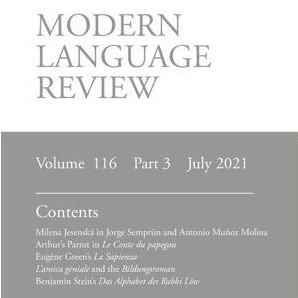 MODERN
LANGUAGE
REVIEW
Volume 116 Part 3 July 2021
Contents
Milena Jesenská in Jorge Semprún and Antonio Muñoz Molina
Arthur's Parrot in Le Conte du papegau
Eugène Green's La Sapienza
L'amica geniale and the Bildungsroman
Benjamin Stein's Das Alphabet des Rabbi Löw